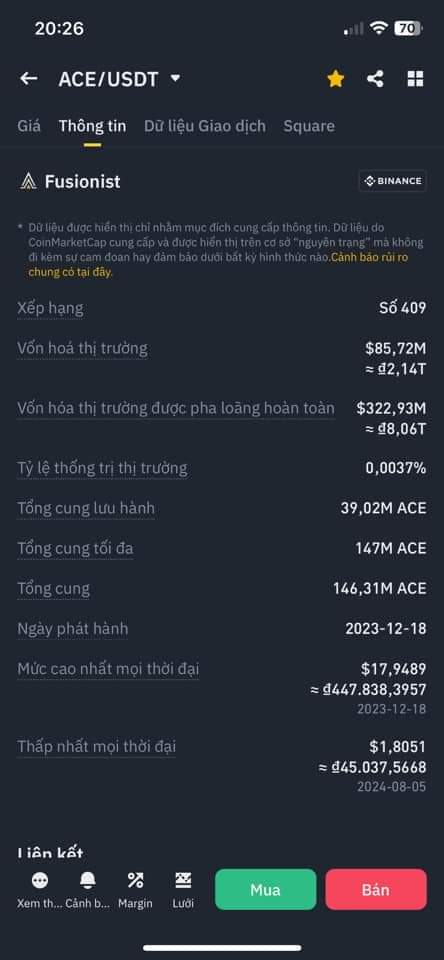 20:26
70
ACE/USDT
Giá Thông tin Dữ liệu Giao dịch Square
Fusionist
BINANCE
* Dữ liệu được hiển thị chỉ nhằm mục đích cung cấp thông tin. Dữ liệu do
CoinMarketCap cung cấp và được hiển thị trên cơ sở “nguyên trạng” mà không
đi kèm sự cam đoan hay đảm bảo dưới bất kỳ hình thức nào.Cảnh báo rủi ro
chung có tại đây.
Xếp hạng Số 409
Vốn hoá thị trường $85,72M
≈ ₫2,14T
Vốn hóa thị trường được pha loãng hoàn toàn $322,93M
≈ ₫8,06T
Tỷ lệ thống trị thị trường 0,0037%
Tổng cung lưu hành 39,02M ACE
Tổng cung tối đa 147M ACE
Tổng cung 146,31M ACE
Ngày phát hành 2023-12-18
Mức cao nhất mọi thời đại $17,9489
≈ ₫447.838,3957
2023-12-18
Thấp nhất mọi thời đại $1,8051
≈ ₫45.037,5668
2024-08-05
Liên kết
Xem th... Cảnh b... Margin Lưới Mua Bán